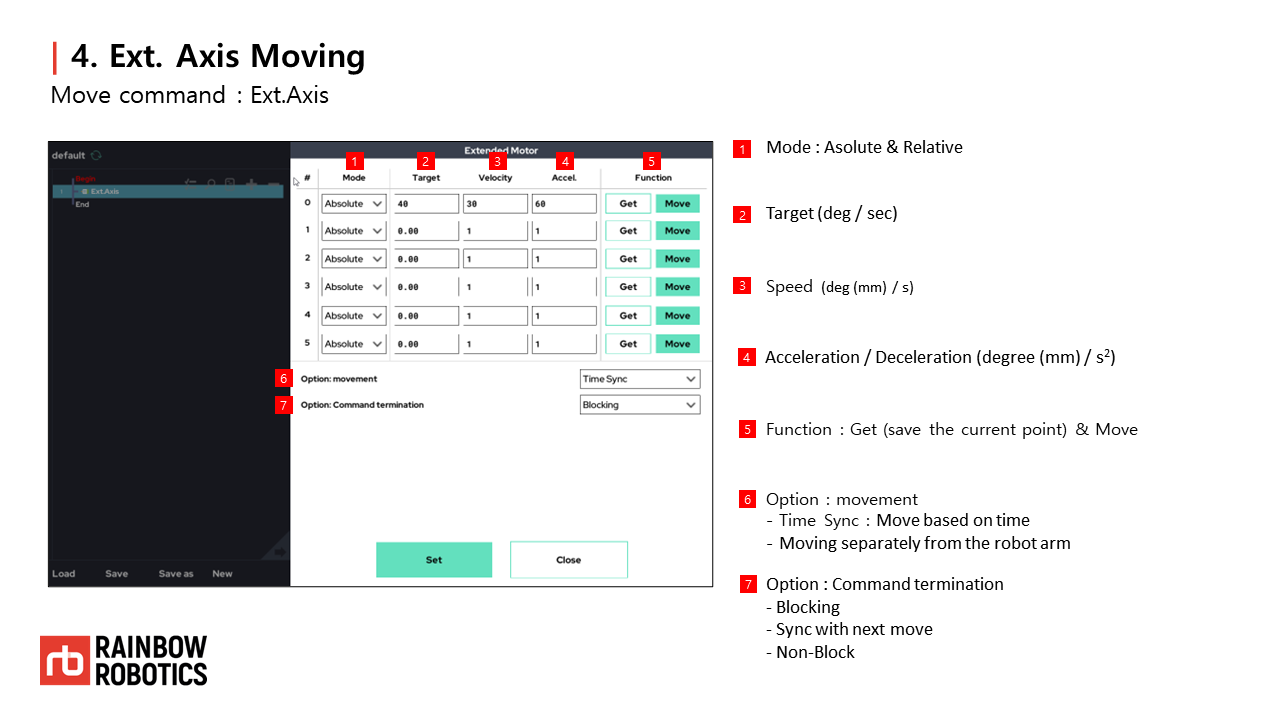 4. Ext. Axis Moving
Move command : Ext.Axis
default
Begin
1 Ext.Axis
End
Load Save Save as New
Extended Motor
1 2 3 4 5
# Mode Target Velocity Accel. Function
0 Absolute 40 30 60 Get Move
1 Absolute 0.00 1 1 Get Move
2 Absolute 0.00 1 1 Get Move
3 Absolute 0.00 1 1 Get Move
4 Absolute 0.00 1 1 Get Move
5 Absolute 0.00 1 1 Get Move
6 Option: movement Time Sync
7 Option: Command termination Blocking
Set Close
1 Mode : Asolute & Relative
2 Target (deg / sec)
3 Speed (deg (mm) / s)
4 Acceleration / Deceleration (degree (mm) / s²)
5 Function : Get (save the current point) & Move
6 Option : movement
- Time Sync : Move based on time
- Moving separately from the robot arm
7 Option : Command termination
- Blocking
- Sync with next move
- Non-Block
rb RAINBOW
ROBOTICS